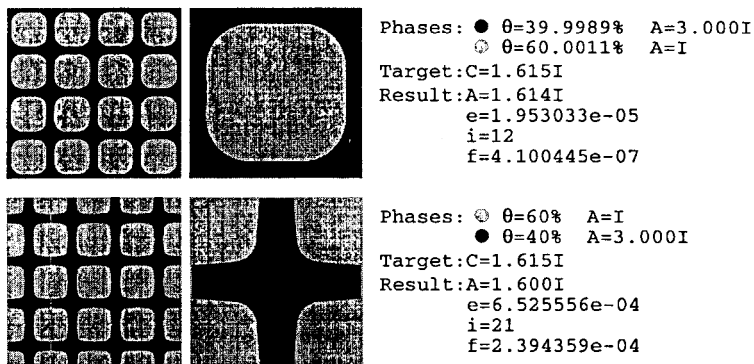 Phases: ● θ=39.9989% A=3.000I
θ=60.0011% A=I
Target:C=1.615I
Result:A=1.614I
e=1.953033e-05
i=12
f=4.100445e-07
Phases: θ=60% A=I
● θ=40% A=3.000I
Target:C=1.615I
Result:A=1.600I
e=6.525556e-04
i=21
f=2.394359e-04